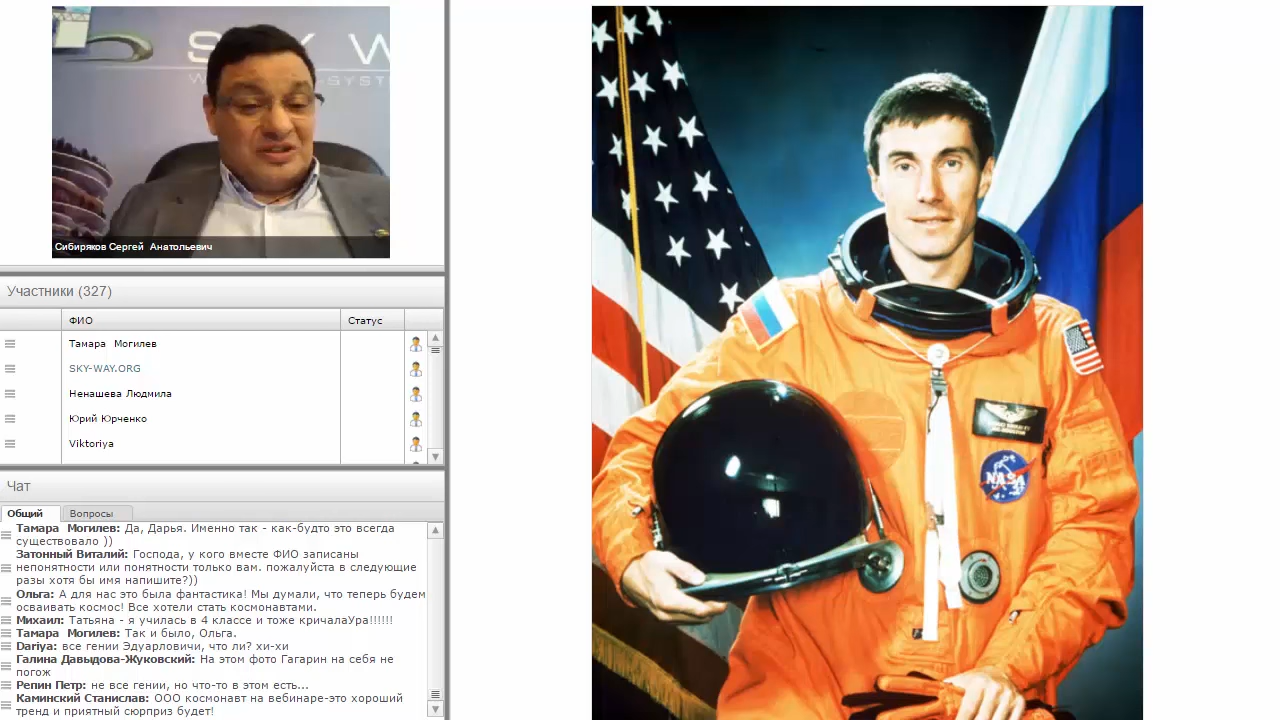 SKY W
W
-SYST
Сибиряков Сергей Анатольевич
Участники (327)
ФИО
Статус
Тамара Могилев
SKY-WAY.ORG
Ненашева Людмила
Юрий Юрченко
Viktoriya
Чат
Общий
Вопросы
Тамара Могилев: Да, Дарья. Именно так - как-будто это всегда
существовало ))
Затонный Виталий: Господа, у кого вместе ФИО записаны
непонятности или понятности только вам. пожалуйста в следующие
разы хотя бы имя напишите?))
Ольга: А для нас это была фантастика! Мы думали, что теперь будем
осваивать космос! Все хотели стать космонавтами.
Михаил: Татьяна - я училась в 4 классе и тоже кричалаУра!!!!!!
Тамара Могилев: Так и было, Ольга.
Dariya: все гении Эдуарловичи, что ли? хи-хи
Галина Давыдова-Жуковский: На этом фото Гагарин на себя не
погож
Репин Петр: не все гении, но что-то в этом есть...
Каминский Станислав: ООО космонавт на вебинаре-это хороший
тренд и приятный сюрприз будет!
NASA